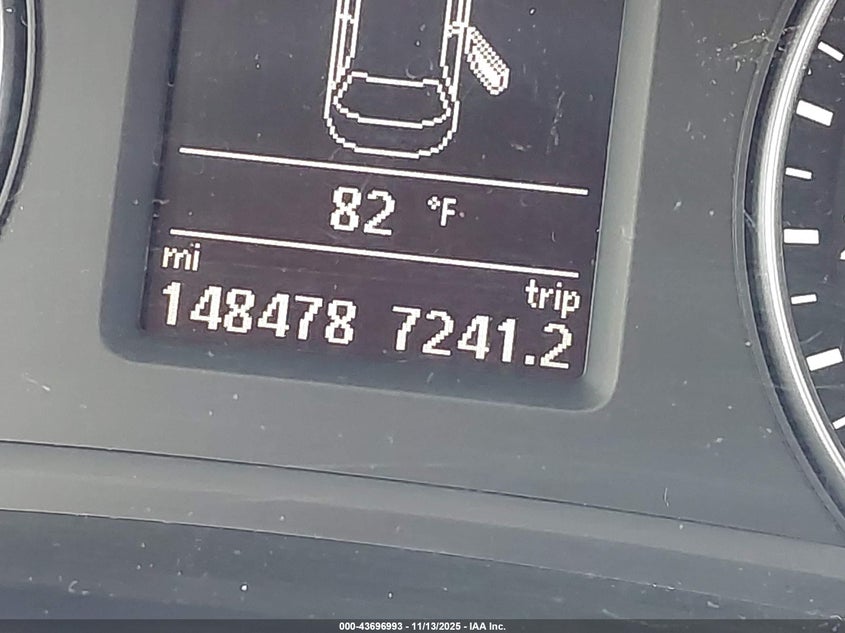 82 °F
mi
trip
148478 7241.2
000-43696993 - 11/13/2025 - IAA Inc.